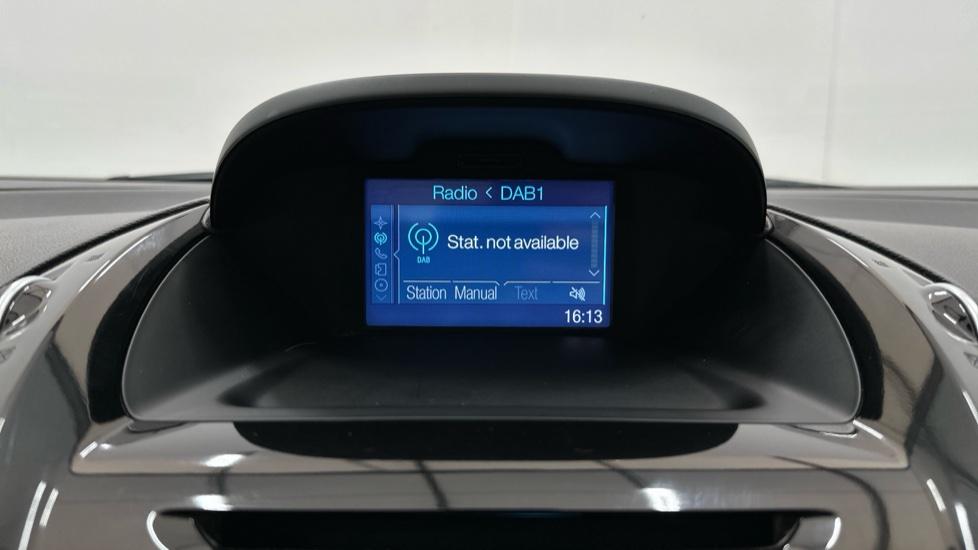 Radio < DAB1
Stat. not available
DAB
Station Manual Text
16:13